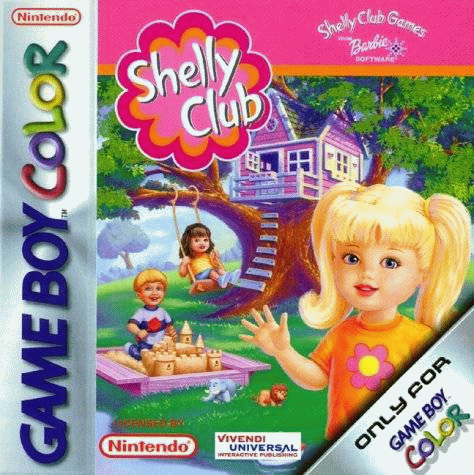 Nintendo
GAME BOY COLOR
TM
Shelly Club
Shelly Club Games
FROM
Barbie
SOFTWARE
LICENSED BY
Nintendo
VIVENDI
UNIVERSAL
INTERACTIVE PUBLISHING
ONLY FOR
GAME BOY
COLOR